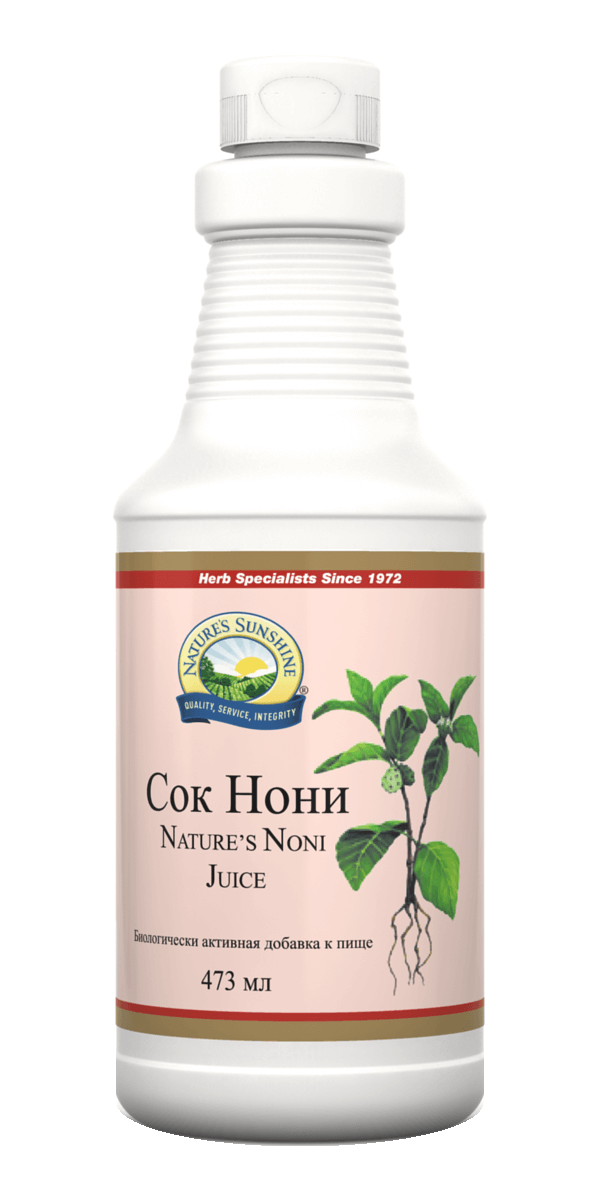 Herb Specialists Since 1972
NATURE'S SUNSHINE
®
QUALITY, SERVICE, INTEGRITY
Сок Нони
NATURE'S NONI
JUICE
Биологически активная добавка к пище
473 мл